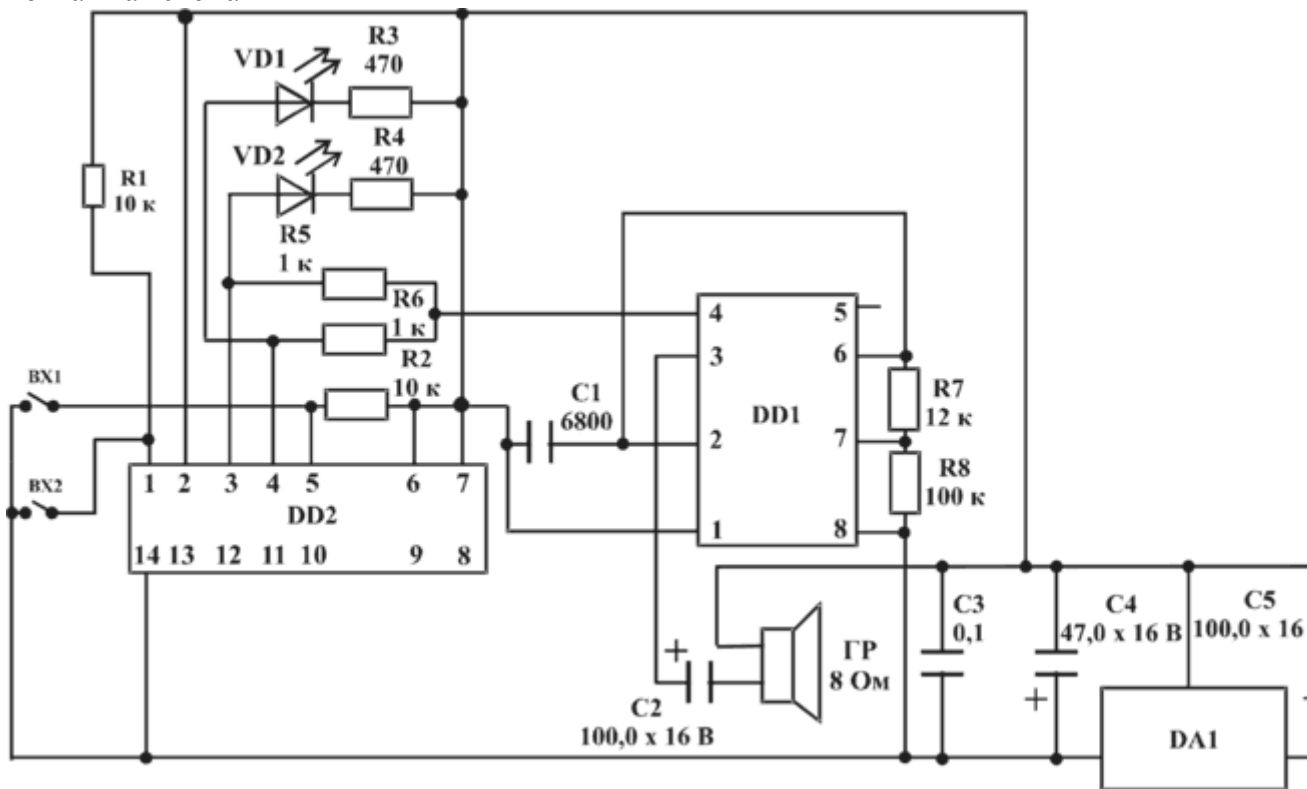 R3
470
VD1
R4
470
VD2
R1
10 к
R5
1 к
R6
1 к
R2
10 к
C1
6800
4
3
2
1
DD1
5
6
7
8
R7
12 к
R8
100 к
ВХ1
ВХ2
1 2 3 4 5 6 7
DD2
14 13 12 11 10 9 8
+
C2
100,0 x 16 В
ГР
8 Ом
C3
0,1
C4
47,0 x 16 В
+
C5
100,0 x 16
DA1